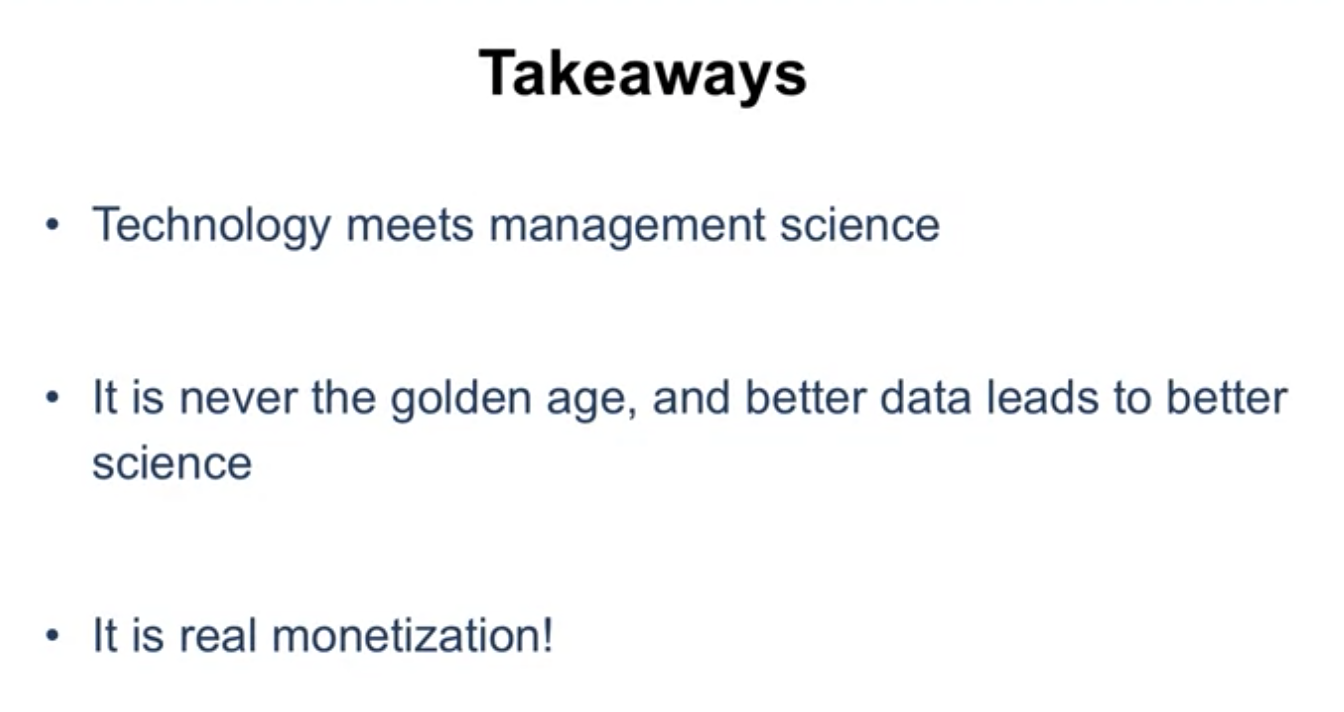 Takeaways
• Technology meets management science
• It is never the golden age, and better data leads to better
science
• It is real monetization!